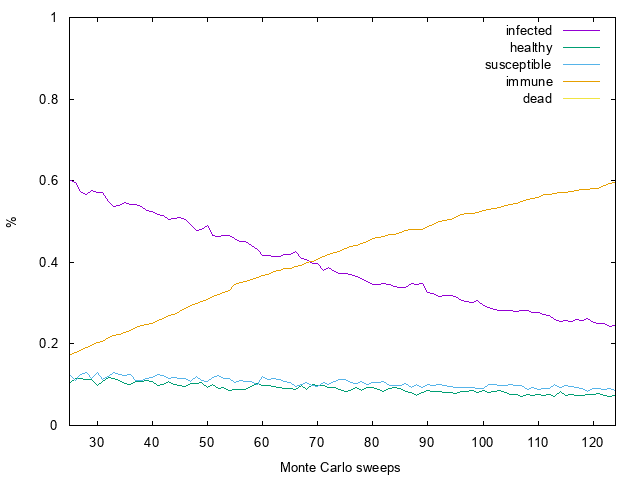 1
0.8
0.6
0.4
0.2
0
%
infected
healthy
susceptible
immune
dead
30 40 50 60 70 80 90 100 110 120
Monte Carlo sweeps